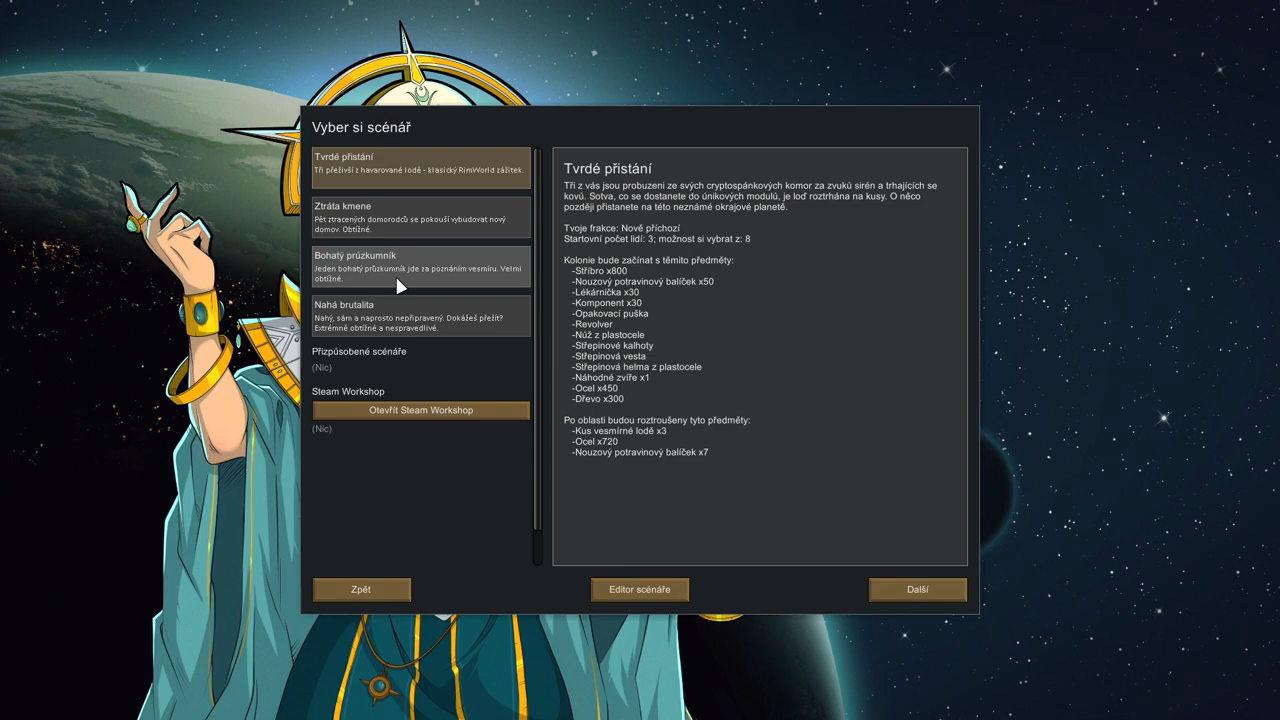 Vyber si scénář
Tvrdé přistání
Tři přeživší z havarované lodě - klasický RimWorld zážitek.
Ztráta kmene
Pět ztracených domorodců se pokouší vybudovat nový
domov. Obtížné.
Bohatý průzkumník
Jeden bohatý průzkumník jde za poznáním vesmíru. Velmi
obtížné.
Nahá brutalita
Nahý, sám a naprosto nepřipravený. Dokážeš přežít?
Extrémně obtížné a nespravedlivé.
Přizpůsobené scénáře
(Nic)
Steam Workshop
Otevřít Steam Workshop
(Nic)
Tvrdé přistání
Tři z vás jsou probuzeni ze svých cryptospánkových komor za zvuků sirén a trhajících se
kovů. Sotva, co se dostanete do únikových modulů, je loď roztrhána na kusy. O něco
později přistanete na této neznámé okrajové planetě.
Tvoje frakce: Nově příchozí
Startovní počet lidí: 3; možnost si vybrat z: 8
Kolonie bude začínat s těmito předměty:
-Stříbro x800
-Nouzový potravinový balíček x50
-Lékárnička x30
-Komponent x30
-Opakovací puška
-Revolver
-Nůž z plastocele
-Střepinové kalhoty
-Střepinová vesta
-Střepinová helma z plastocele
-Náhodné zvíře x1
-Ocel x450
-Dřevo x300
Po oblasti budou roztroušeny tyto předměty:
-Kus vesmírné lodě x3
-Ocel x720
-Nouzový potravinový balíček x7
Zpět
Editor scénáře
Další